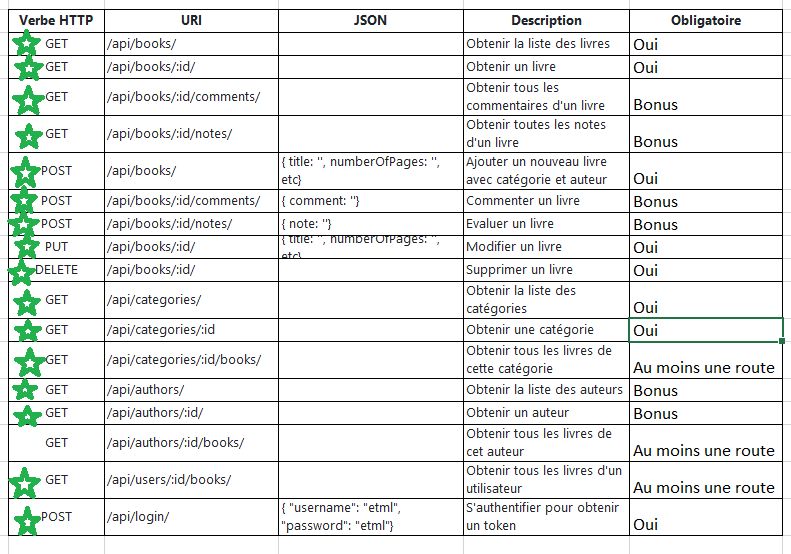 Verbe HTTP URI JSON Description Obligatoire
GET /api/books/ Obtenir la liste des livres Oui
GET /api/books/:id/ Obtenir un livre Oui
GET /api/books/:id/comments/ Obtenir tous les
commentaires d'un livre Bonus
GET /api/books/:id/notes/ Obtenir toutes les notes
d'un livre Bonus
POST /api/books/ { title: '', numberOfPages: '', Ajouter un nouveau livre
etc} avec catégorie et auteur Oui
POST /api/books/:id/comments/ { comment: ''} Commenter un livre Bonus
POST /api/books/:id/notes/ { note: ''} Evaluer un livre Bonus
{ title: '', numberOfPages: '',
PUT /api/books/:id/ Modifier un livre Oui
etc}
DELETE /api/books/:id/ Supprimer un livre Oui
GET /api/categories/ Obtenir la liste des
catégories Oui
GET /api/categories/:id Obtenir une catégorie Oui
GET /api/categories/:id/books/ Obtenir tous les livres de
cette catégorie Au moins une route
GET /api/authors/ Obtenir la liste des auteurs Bonus
GET /api/authors/:id/ Obtenir un auteur Bonus
GET /api/authors/:id/books/ Obtenir tous les livres de
cet auteur Au moins une route
GET /api/users/:id/books/ Obtenir tous les livres d'un
utilisateur Au moins une route
POST /api/login/ { "username": "etml", S'authentifier pour obtenir
"password": "etml"} un token Oui